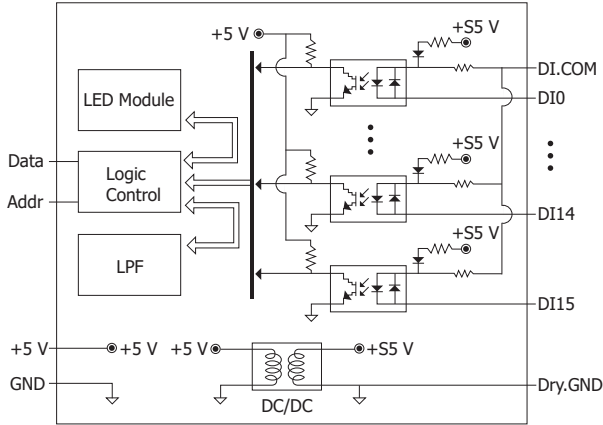 +5 V
+S5 V
DI.COM
LED Module
DI0
Data
Logic
Control
+S5 V
Addr
DI14
LPF
+S5 V
DI15
+5 V
+5 V
+5 V
+S5 V
GND
DC/DC
Dry.GND